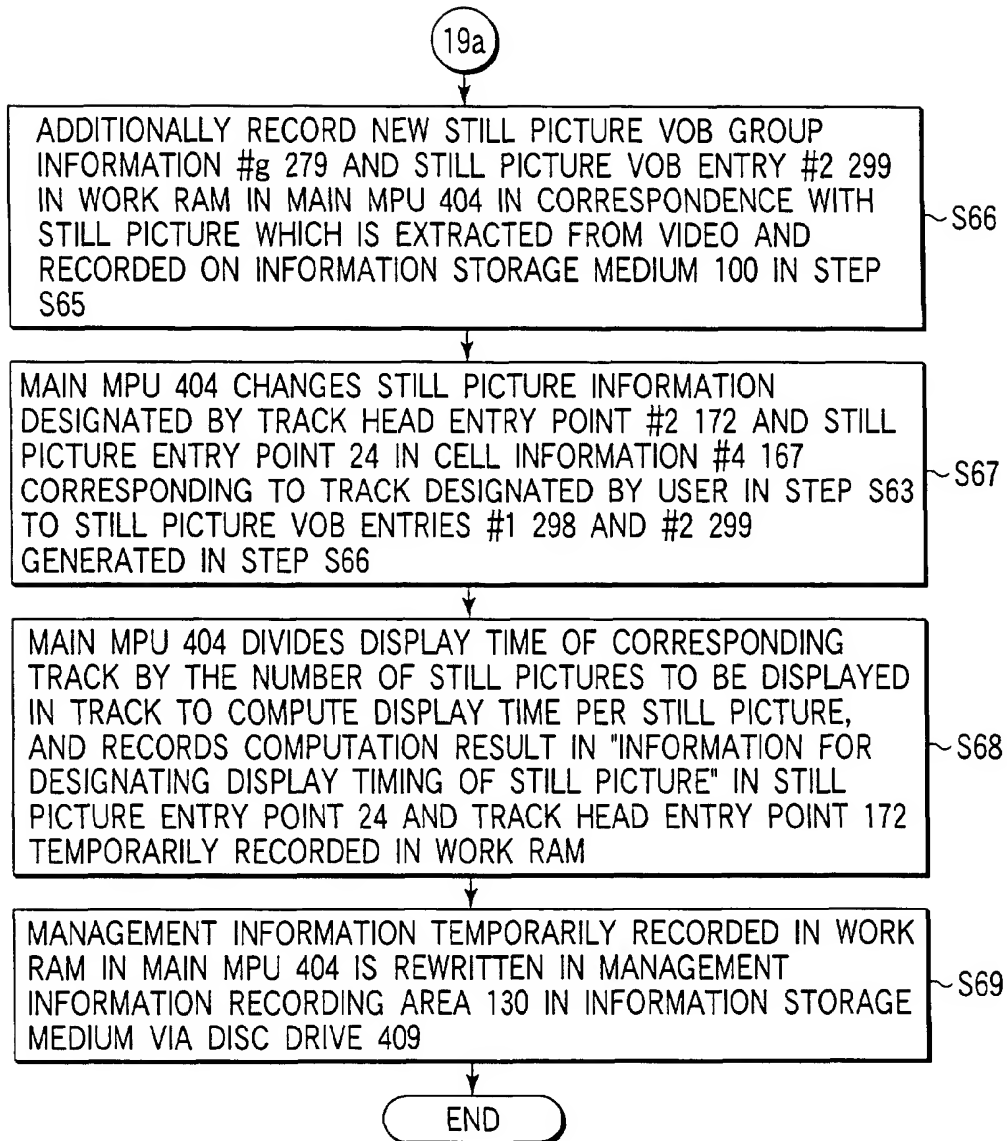 19a
ADDITIONALLY RECORD NEW STILL PICTURE VOB GROUP
INFORMATION #g 279 AND STILL PICTURE VOB ENTRY #2 299
IN WORK RAM IN MAIN MPU 404 IN CORRESPONDENCE WITH
STILL PICTURE WHICH IS EXTRACTED FROM VIDEO AND
RECORDED ON INFORMATION STORAGE MEDIUM 100 IN STEP
S65
S66
MAIN MPU 404 CHANGES STILL PICTURE INFORMATION
DESIGNATED BY TRACK HEAD ENTRY POINT #2 172 AND STILL
PICTURE ENTRY POINT 24 IN CELL INFORMATION #4 167
CORRESPONDING TO TRACK DESIGNATED BY USER IN STEP S63
TO STILL PICTURE VOB ENTRIES #1 298 AND #2 299
GENERATED IN STEP S66
S67
MAIN MPU 404 DIVIDES DISPLAY TIME OF CORRESPONDING
TRACK BY THE NUMBER OF STILL PICTURES TO BE DISPLAYED
IN TRACK TO COMPUTE DISPLAY TIME PER STILL PICTURE,
AND RECORDS COMPUTATION RESULT IN "INFORMATION FOR
DESIGNATING DISPLAY TIMING OF STILL PICTURE" IN STILL
PICTURE ENTRY POINT 24 AND TRACK HEAD ENTRY POINT 172
TEMPORARILY RECORDED IN WORK RAM
S68
MANAGEMENT INFORMATION TEMPORARILY RECORDED IN WORK
RAM IN MAIN MPU 404 IS REWRITTEN IN MANAGEMENT
INFORMATION RECORDING AREA 130 IN INFORMATION STORAGE
MEDIUM VIA DISC DRIVE 409
S69
END